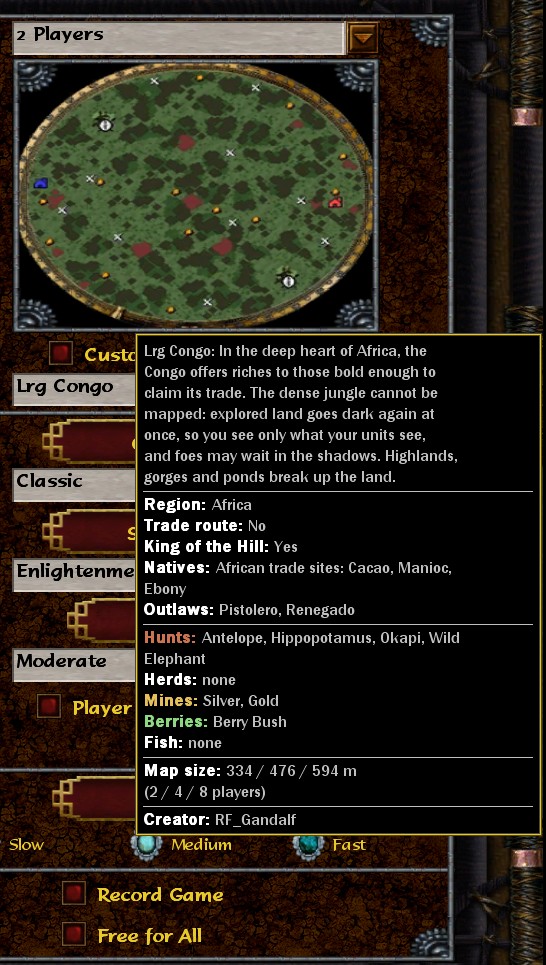 2 Players
Custo
Lrg Congo
Classic
Enlightenme
Moderate
Player
Lrg Congo: In the deep heart of Africa, the
Congo offers riches to those bold enough to
claim its trade. The dense jungle cannot be
mapped: explored land goes dark again at
once, so you see only what your units see,
and foes may wait in the shadows. Highlands,
gorges and ponds break up the land.
Region: Africa
Trade route: No
King of the Hill: Yes
Natives: African trade sites: Cacao, Manioc,
Ebony
Outlaws: Pistolero, Renegado
Hunts: Antelope, Hippopotamus, Okapi, Wild
Elephant
Herds: none
Mines: Silver, Gold
Berries: Berry Bush
Fish: none
Map size: 334 / 476 / 594 m
(2 / 4 / 8 players)
Creator: RF_Gandalf
Slow Medium Fast
Record Game
Free for All